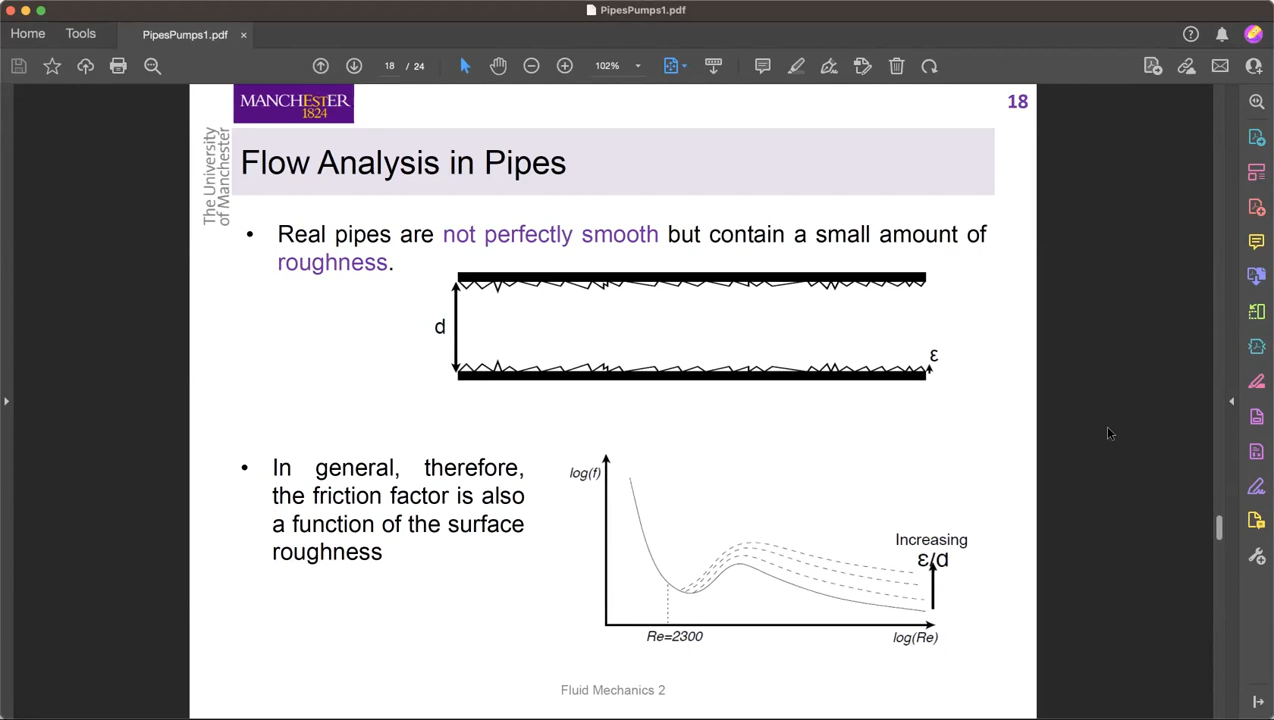 PipesPumps1.pdf
Home
Tools
PipesPumps1.pdf
18 / 24
102%
MANCHESTER
1824
The University
of Manchester
18
Flow Analysis in Pipes
• Real pipes are not perfectly smooth but contain a small amount of
roughness.
d
ε
• In general, therefore,
the friction factor is also
a function of the surface
roughness
log(f)
Increasing
ε/d
Re=2300
log(Re)
Fluid Mechanics 2